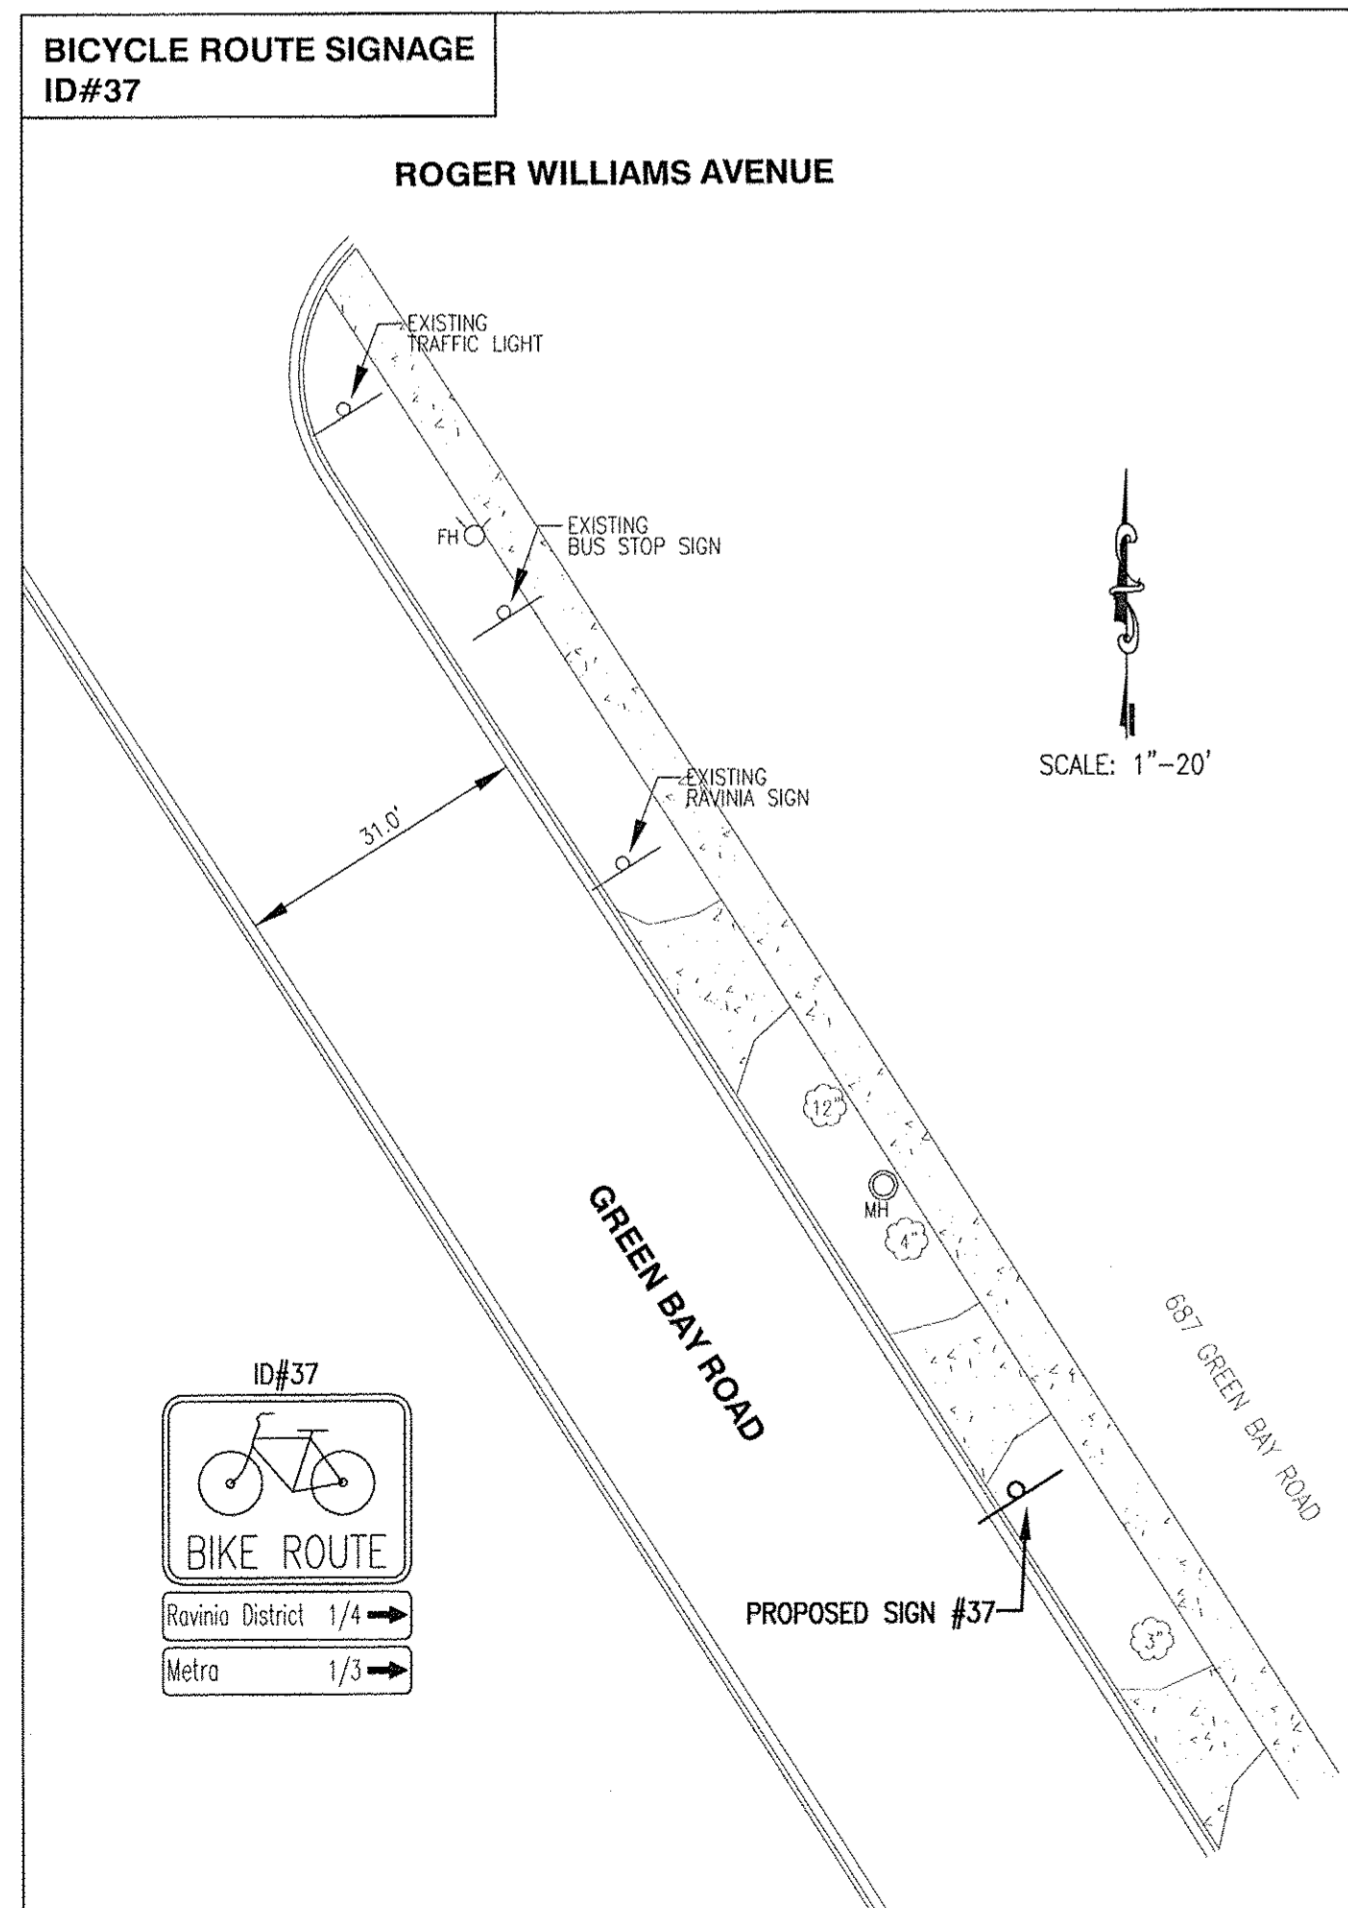 BICYCLE ROUTE SIGNAGE
ID#37
ROGER WILLIAMS AVENUE
EXISTING
TRAFFIC LIGHT
FH
EXISTING
BUS STOP SIGN
SCALE: 1"-20'
EXISTING
RAVINIA SIGN
31.0'
12"
MH
4"
GREEN BAY ROAD
687 GREEN BAY ROAD
ID#37
BIKE ROUTE
Ravinia District 1/4
Metra 1/3
PROPOSED SIGN #37
3"